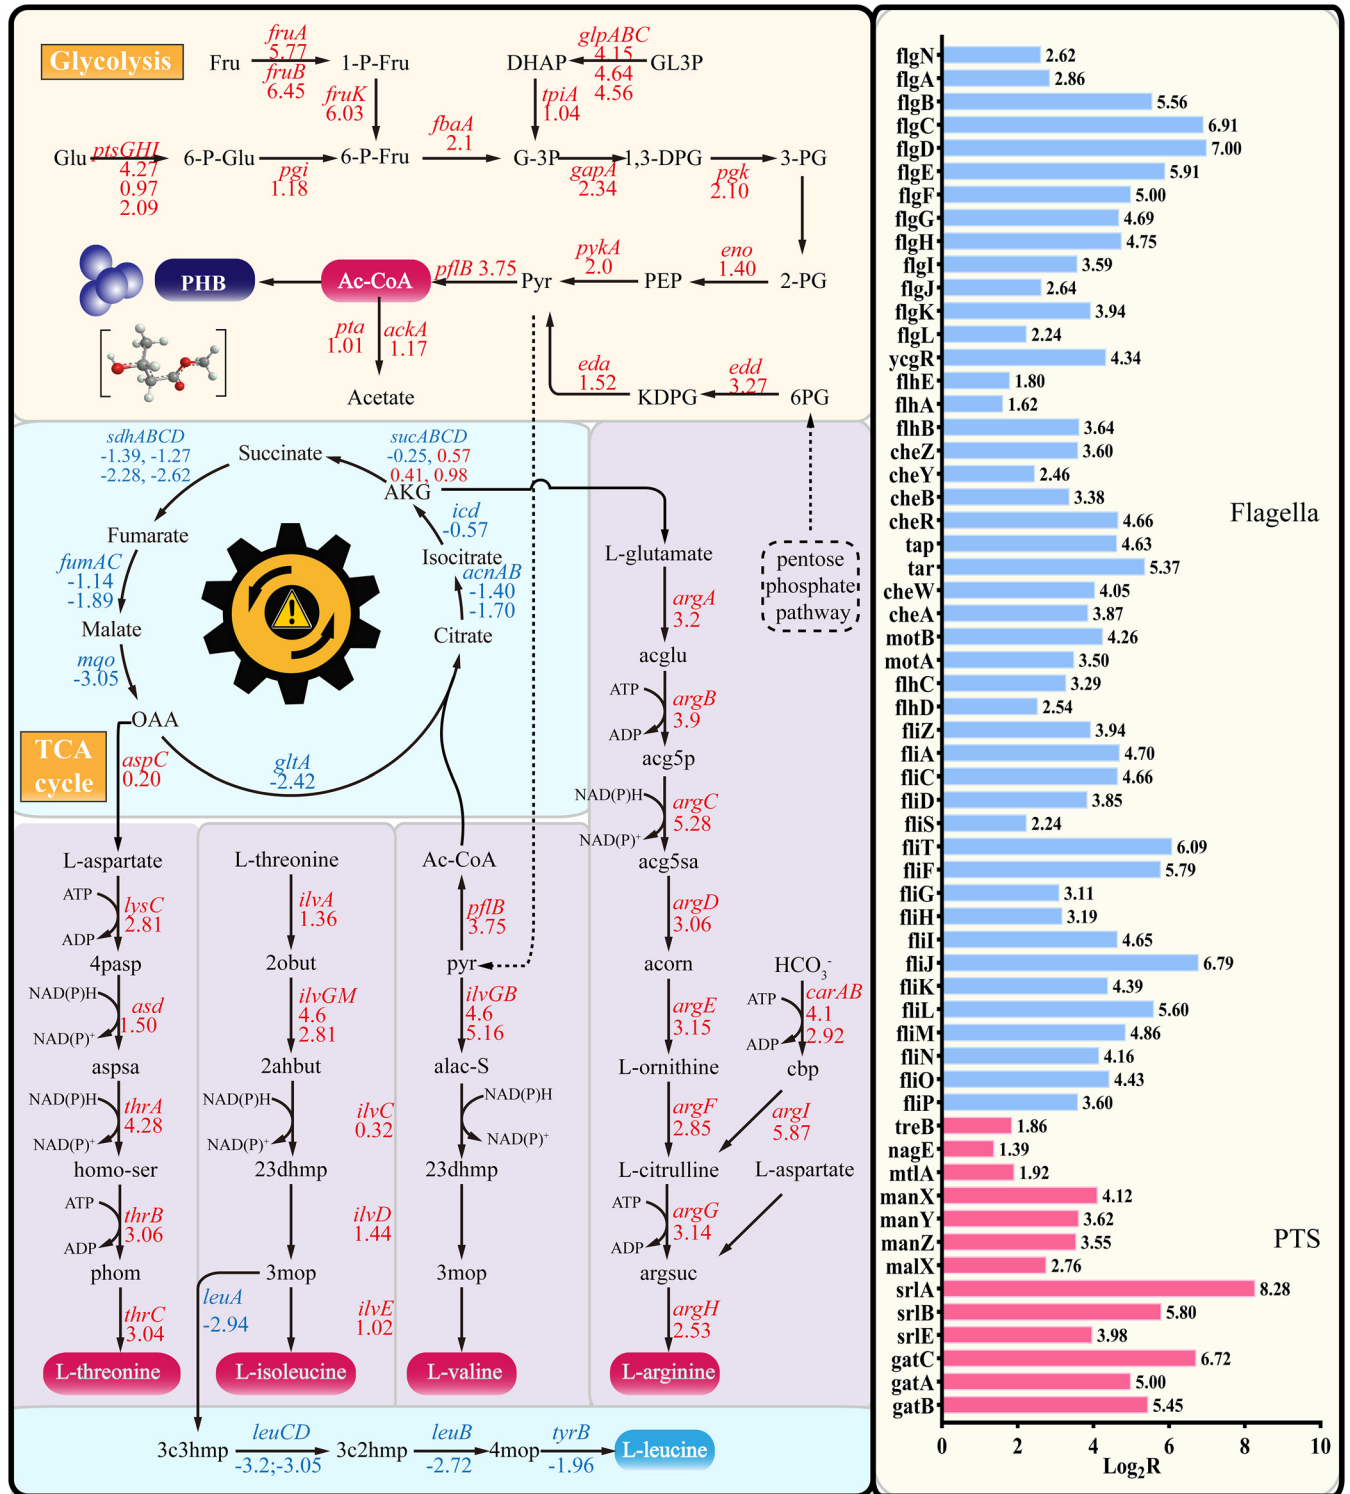 Glycolysis
Fru
fruA
5.77
fruB
6.45
1-P-Fru
fruK
6.03
DHAP
glpABC
4.15
4.64
4.56
GL3P
tpiA
1.04
Glu
ptsGHI
4.27
0.97
2.09
6-P-Glu
pgi
1.18
6-P-Fru
fbaA
2.1
G-3P
gapA
2.34
1,3-DPG
pgk
2.10
3-PG
PHB
Ac-CoA
pflB 3.75
Pyr
pykA
2.0
PEP
eno
1.40
2-PG
pta
1.01
ackA
1.17
Acetate
eda
1.52
KDPG
edd
3.27
6PG
pentose
phosphate
pathway
sdhABCD
-1.39, -1.27
-2.28, -2.62
Succinate
sucABCD
-0.25, 0.57
0.41, 0.98
AKG
icd
-0.57
Isocitrate
acnAB
-1.40
-1.70
Citrate
Fumarate
fumAC
-1.14
-1.89
Malate
mqo
-3.05
OAA
TCA
cycle
aspC
0.20
gltA
-2.42
L-aspartate
ATP
lysC
2.81
ADP
4pasp
NAD(P)H
asd
1.50
NAD(P)+
aspsa
NAD(P)H
thrA
4.28
NAD(P)+
homo-ser
ATP
thrB
3.06
ADP
phom
thrC
3.04
L-threonine
L-threonine
ilvA
1.36
2obut
ilvGM
4.6
2.81
2ahbut
NAD(P)H
NAD(P)+
23dhmp
3mop
leuA
-2.94
L-isoleucine
ilvC
0.32
ilvD
1.44
ilvE
1.02
Ac-CoA
pflB
3.75
pyr
ilvGB
4.6
5.16
alac-S
NAD(P)H
NAD(P)+
23dhmp
3mop
L-valine
L-glutamate
argA
3.2
acglu
ATP
argB
3.9
ADP
acg5p
NAD(P)H
argC
5.28
NAD(P)+
acg5sa
argD
3.06
acorn
argE
3.15
L-ornithine
argF
2.85
L-citrulline
ATP
argG
3.14
ADP
argsuc
argH
2.53
L-arginine
HCO3-
ATP
carAB
4.1
2.92
ADP
cbp
argI
5.87
L-aspartate
3c3hmp
leuCD
-3.2;-3.05
3c2hmp
leuB
-2.72
4mop
tyrB
-1.96
L-leucine
flgN 2.62
flgA 2.86
flgB 5.56
flgC 6.91
flgD 7.00
flgE 5.91
flgF 5.00
flgG 4.69
flgH 4.75
flgI 3.59
flgJ 2.64
flgK 3.94
flgL 2.24
ycgR 4.34
flhE 1.80
flhA 1.62
flhB 3.64
cheZ 3.60
cheY 2.46
cheB 3.38
cheR 4.66
Flagella
tap 4.63
tar 5.37
cheW 4.05
cheA 3.87
motB 4.26
motA 3.50
flhC 3.29
flhD 2.54
fliZ 3.94
fliA 4.70
fliC 4.66
fliD 3.85
fliS 2.24
fliT 6.09
fliF 5.79
fliG 3.11
fliH 3.19
fliI 4.65
fliJ 6.79
fliK 4.39
fliL 5.60
fliM 4.86
fliN 4.16
fliO 4.43
fliP 3.60
treB 1.86
nagE 1.39
mtlA 1.92
manX 4.12
manY 3.62
manZ 3.55
PTS
malX 2.76
srlA 8.28
srlB 5.80
srlE 3.98
gatC 6.72
gatA 5.00
gatB 5.45
0 2 4 6 8 10
Log2R